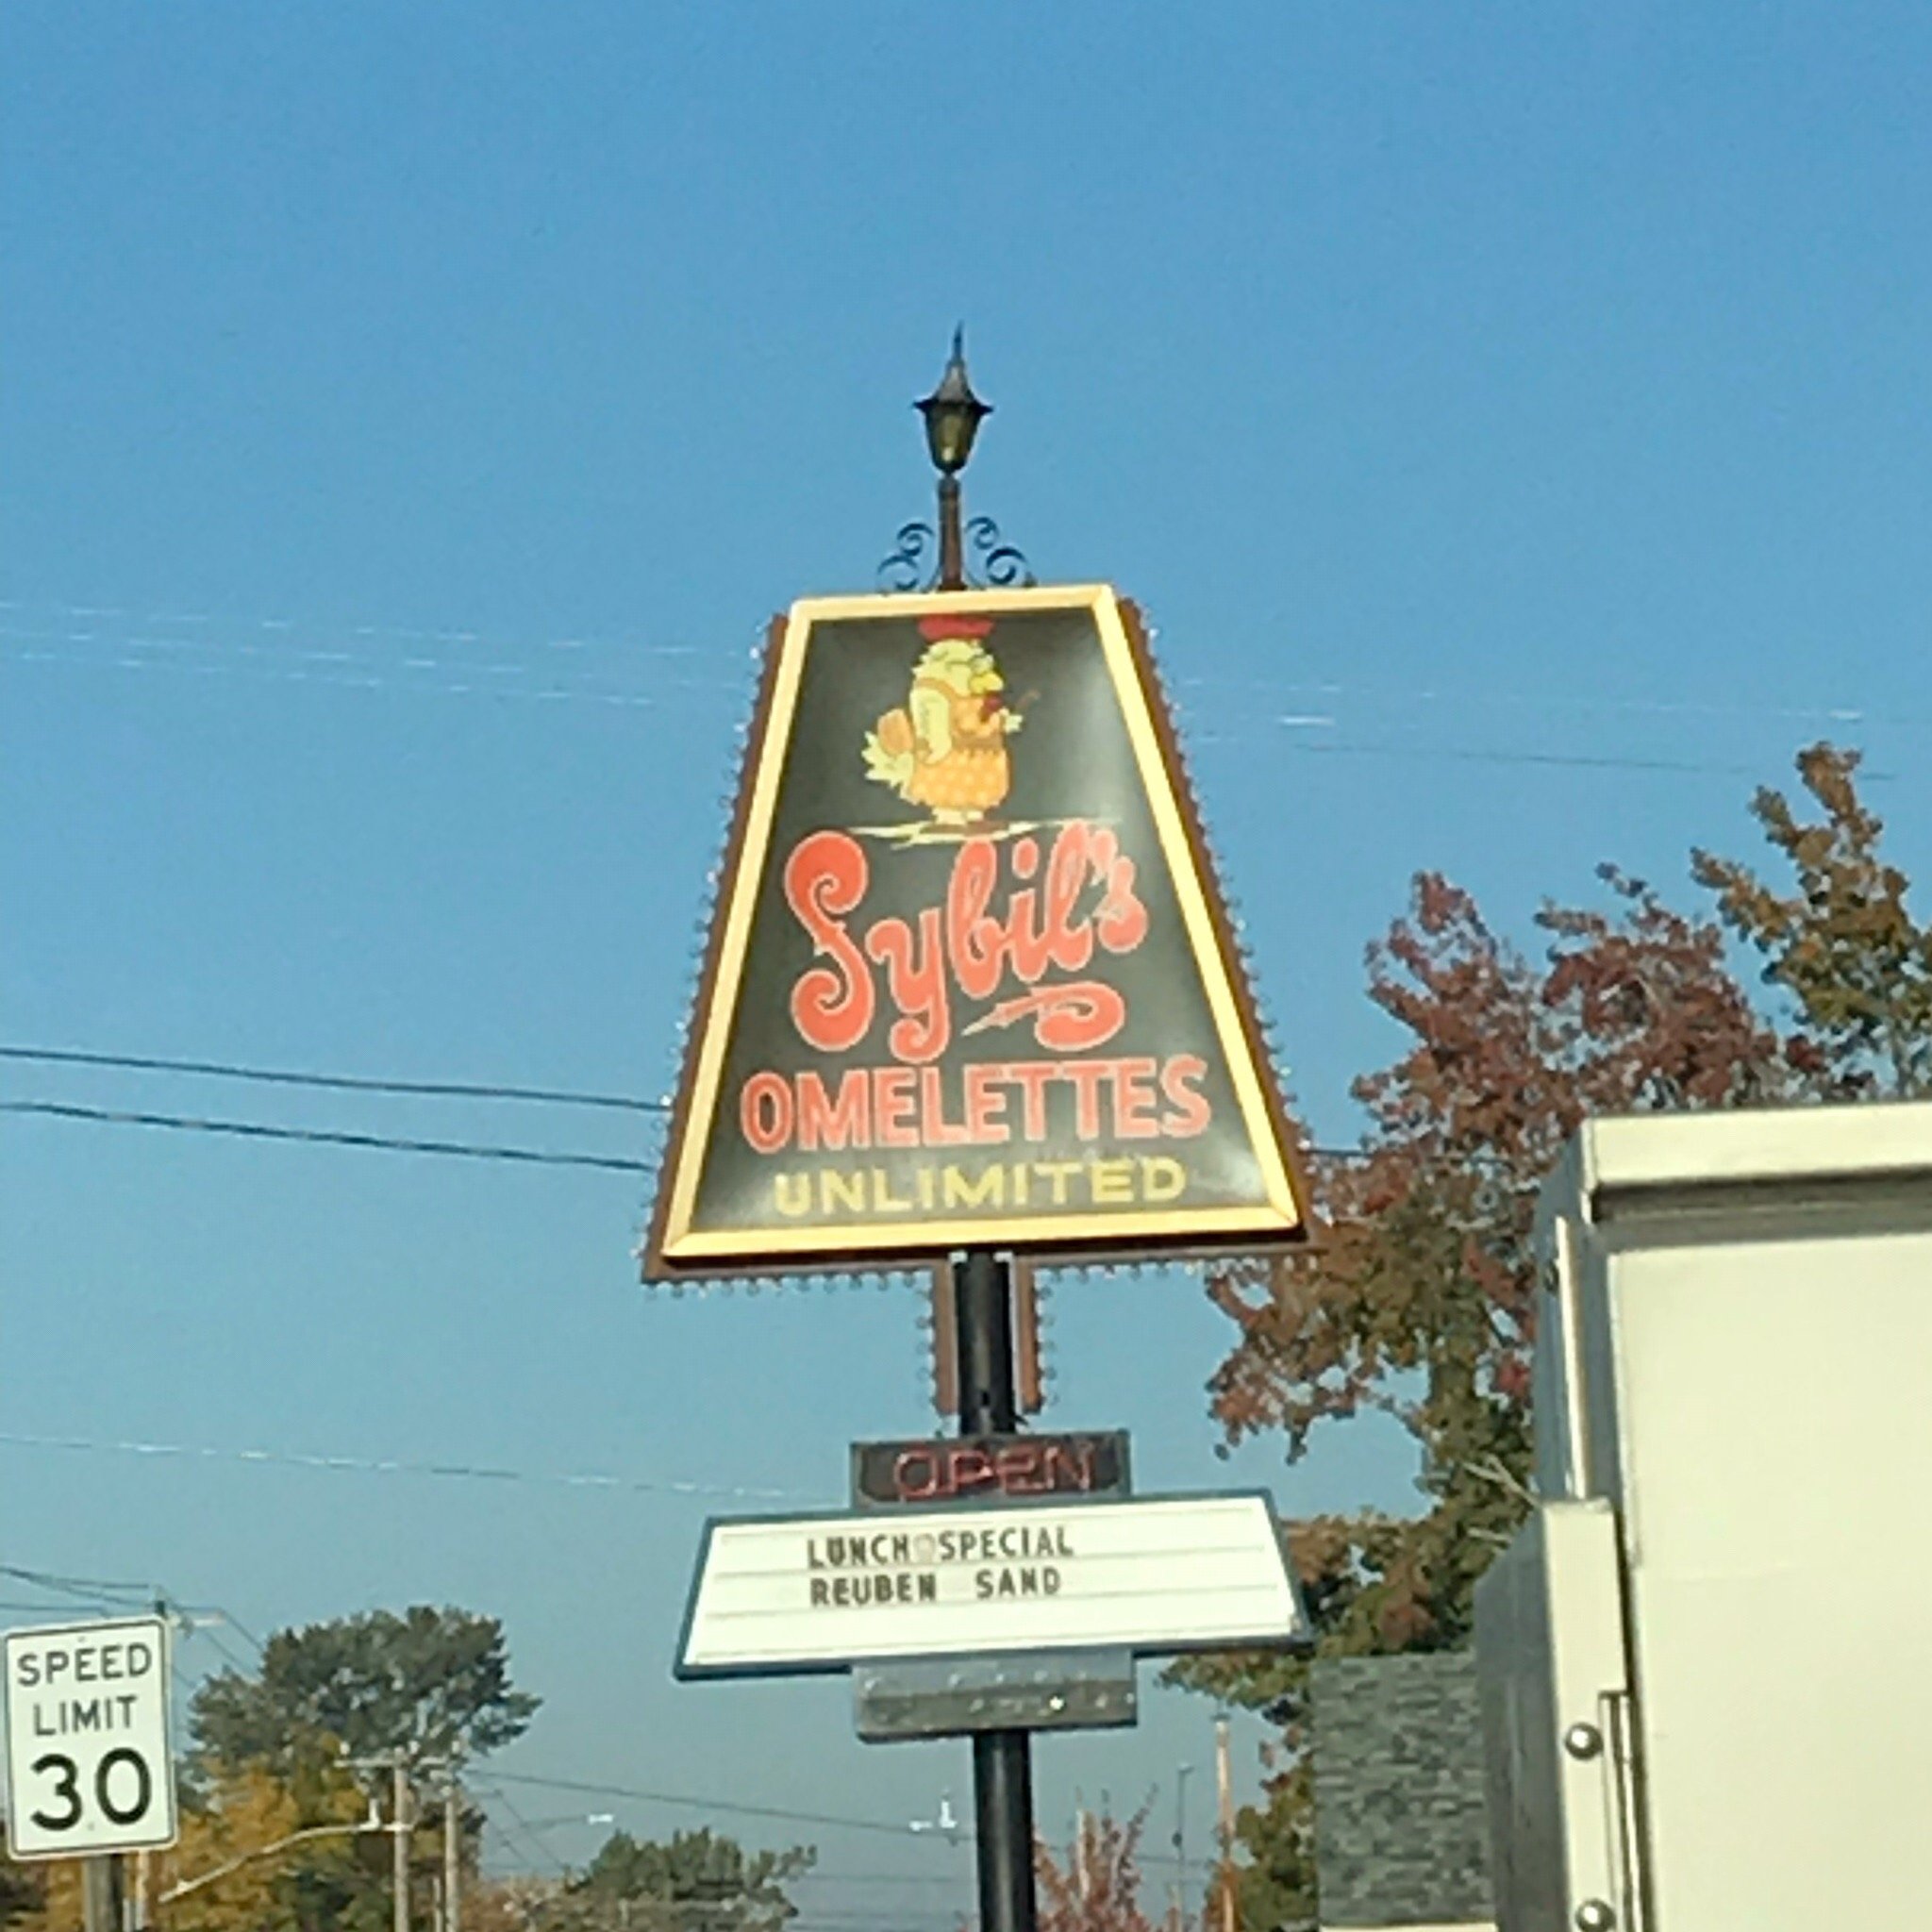 Sybil's
OMELETTES
UNLIMITED
OPEN
LUNCH SPECIAL
REUBEN SAND
SPEED
LIMIT
30